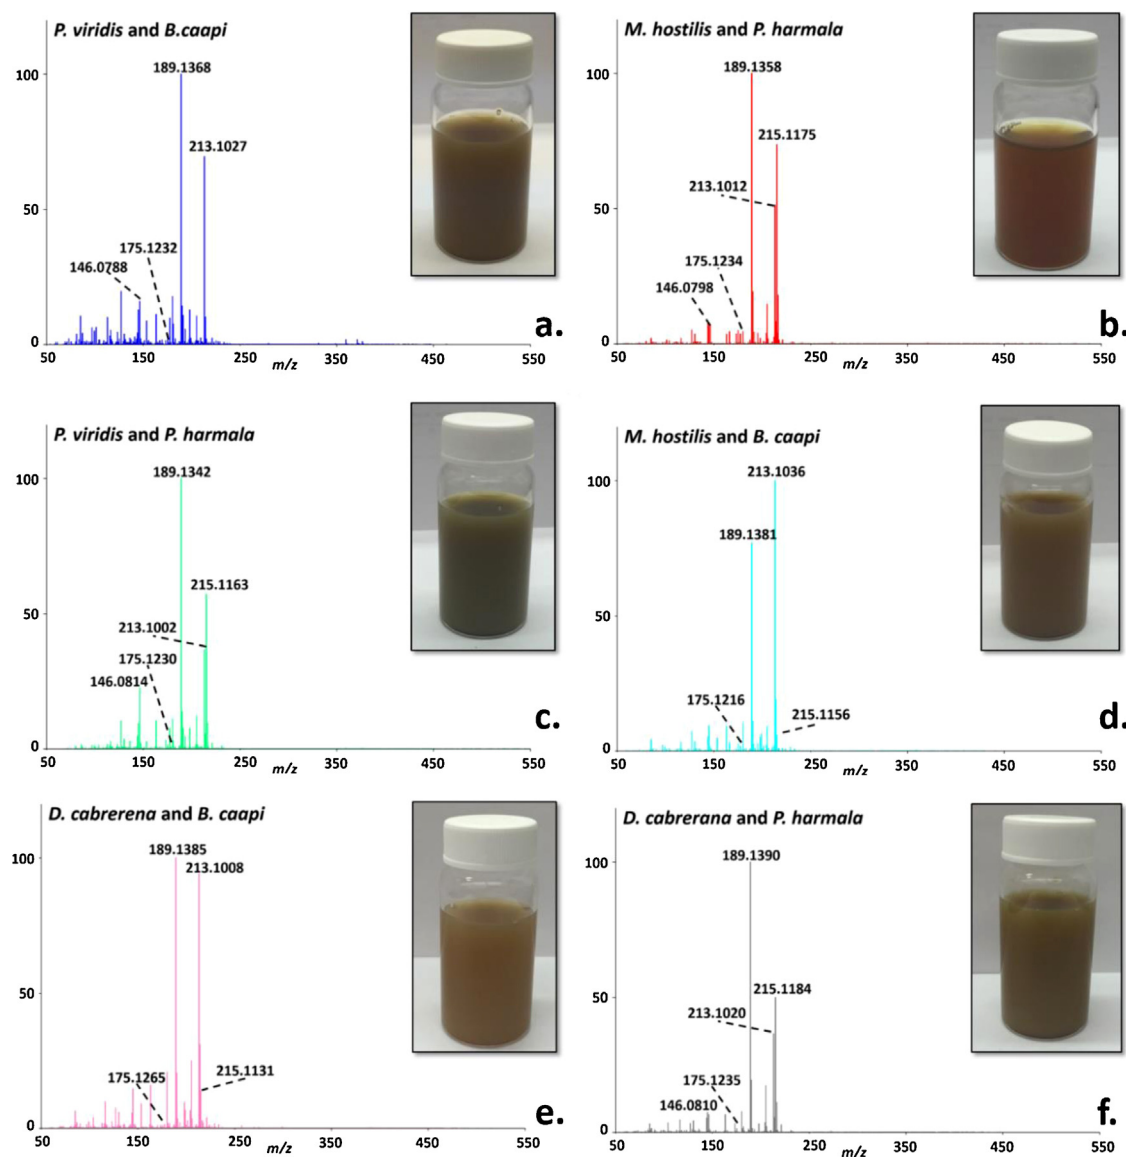 P. viridis and B.caapi
189.1368
100
213.1027
50
175.1232
146.0788
0
50 150 250 350 450 550
m/z
a.
M. hostilis and P. harmala
189.1358
100
215.1175
213.1012
50
175.1234
146.0798
0
50 150 250 350 450 550
m/z
b.
P. viridis and P. harmala
189.1342
100
215.1163
50
213.1002
175.1230
146.0814
0
50 150 250 350 450 550
m/z
c.
M. hostilis and B. caapi
213.1036
100
189.1381
50
175.1216
215.1156
0
50 150 250 350 450 550
m/z
d.
D. cabrerena and B. caapi
189.1385
100
213.1008
50
175.1265
215.1131
0
50 150 250 350 450 550
m/z
e.
D. cabrerana and P. harmala
189.1390
100
215.1184
50
213.1020
175.1235
146.0810
0
50 150 250 350 450 550
m/z
f.